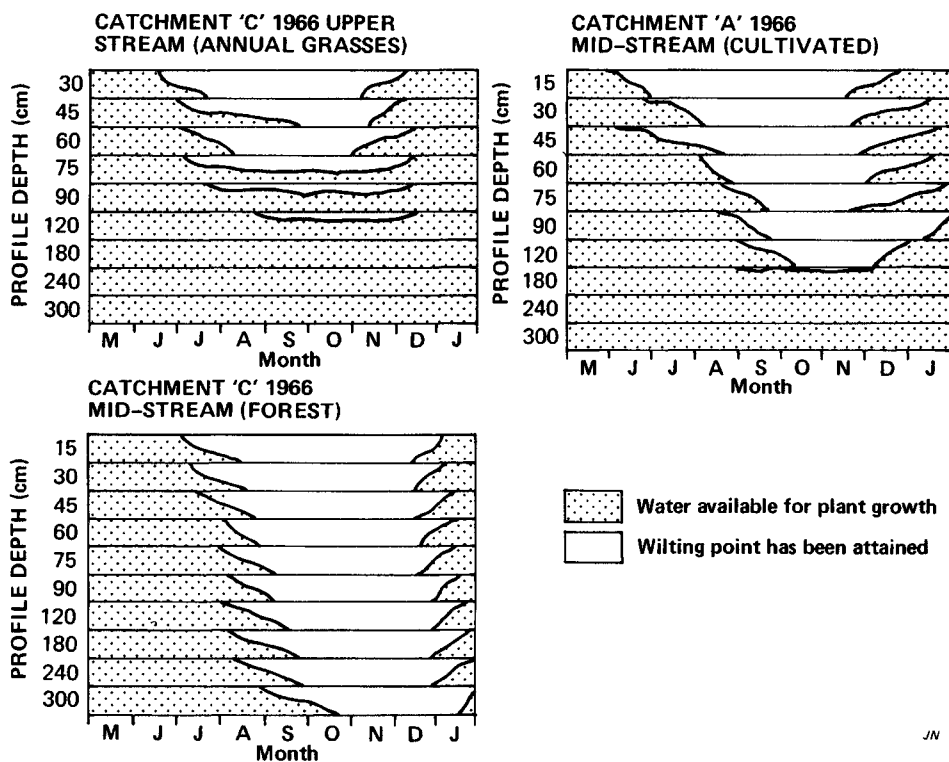 CATCHMENT 'C' 1966 UPPER
STREAM (ANNUAL GRASSES)
PROFILE DEPTH (cm)
30
45
60
75
90
120
180
240
300
M J J A S O N D J
Month
CATCHMENT 'A' 1966
MID-STREAM (CULTIVATED)
PROFILE DEPTH (cm)
15
30
45
60
75
90
120
180
240
300
M J J A S O N D J
Month
CATCHMENT 'C' 1966
MID-STREAM (FOREST)
PROFILE DEPTH (cm)
15
30
45
60
75
90
120
180
240
300
M J J A S O N D J
Month
Water available for plant growth
Wilting point has been attained
JN